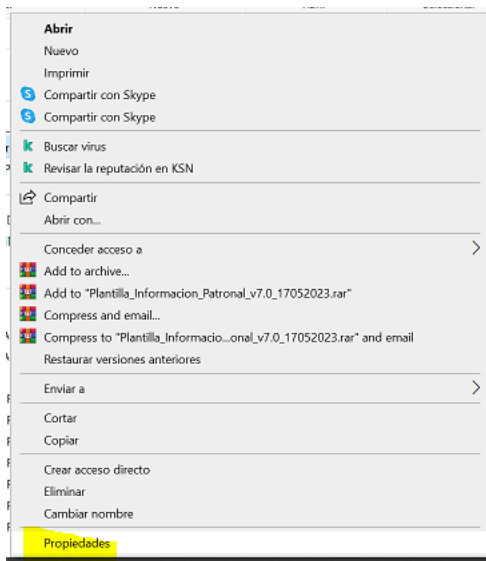 Abrir
Nuevo
Imprimir
Compartir con Skype
Compartir con Skype
Buscar virus
Revisar la reputación en KSN
Compartir
Abrir con...
Conceder acceso a
Add to archive...
Add to "Plantilla_Informacion_Patronal_v7.0_17052023.rar"
Compress and email...
Compress to "Plantilla_Informacio...onal_v7.0_17052023.rar" and email
Restaurar versiones anteriores
Enviar a
Cortar
Copiar
Crear acceso directo
Eliminar
Cambiar nombre
Propiedades